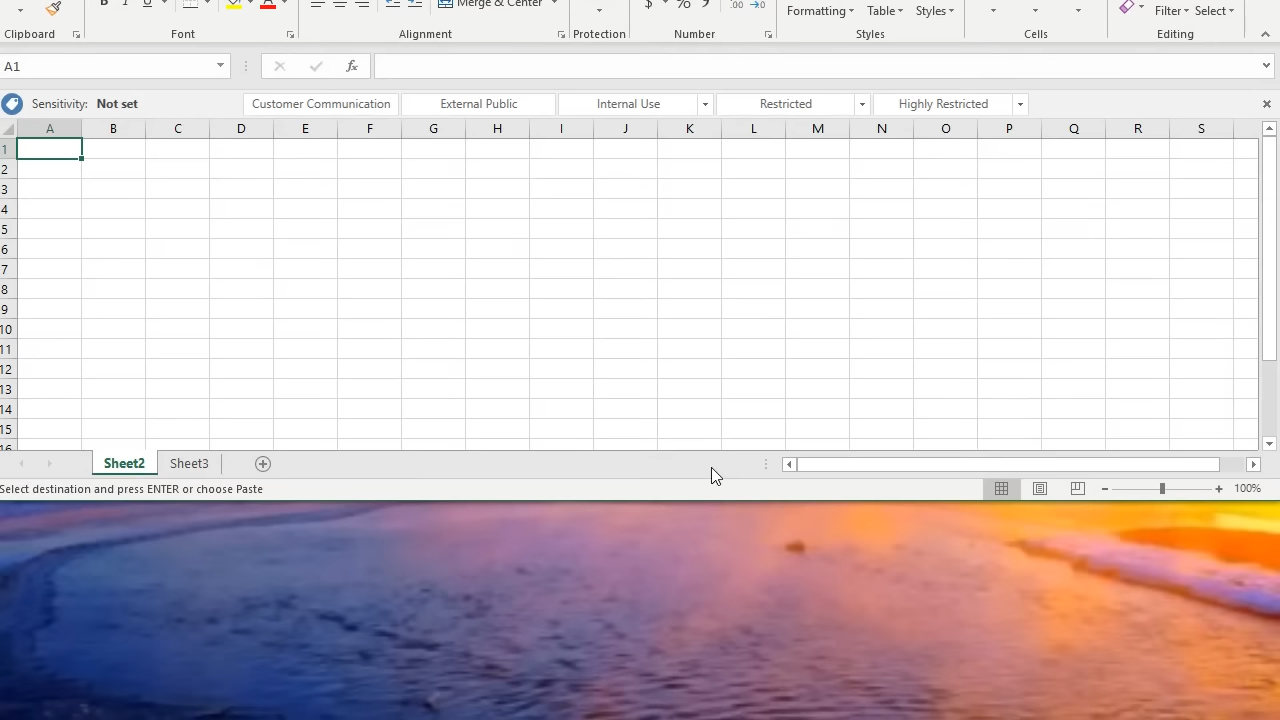 B I U
Merge & Center
$ %
Formatting Table Styles
Filter Select
Clipboard Font Alignment Protection Number Styles Cells Editing
A1 fx
Sensitivity: Not set Customer Communication External Public Internal Use Restricted Highly Restricted
A B C D E F G H I J K L M N O P Q R S
1
2
3
4
5
6
7
8
9
10
11
12
13
14
15
16
Sheet2 Sheet3
Select destination and press ENTER or choose Paste 100%